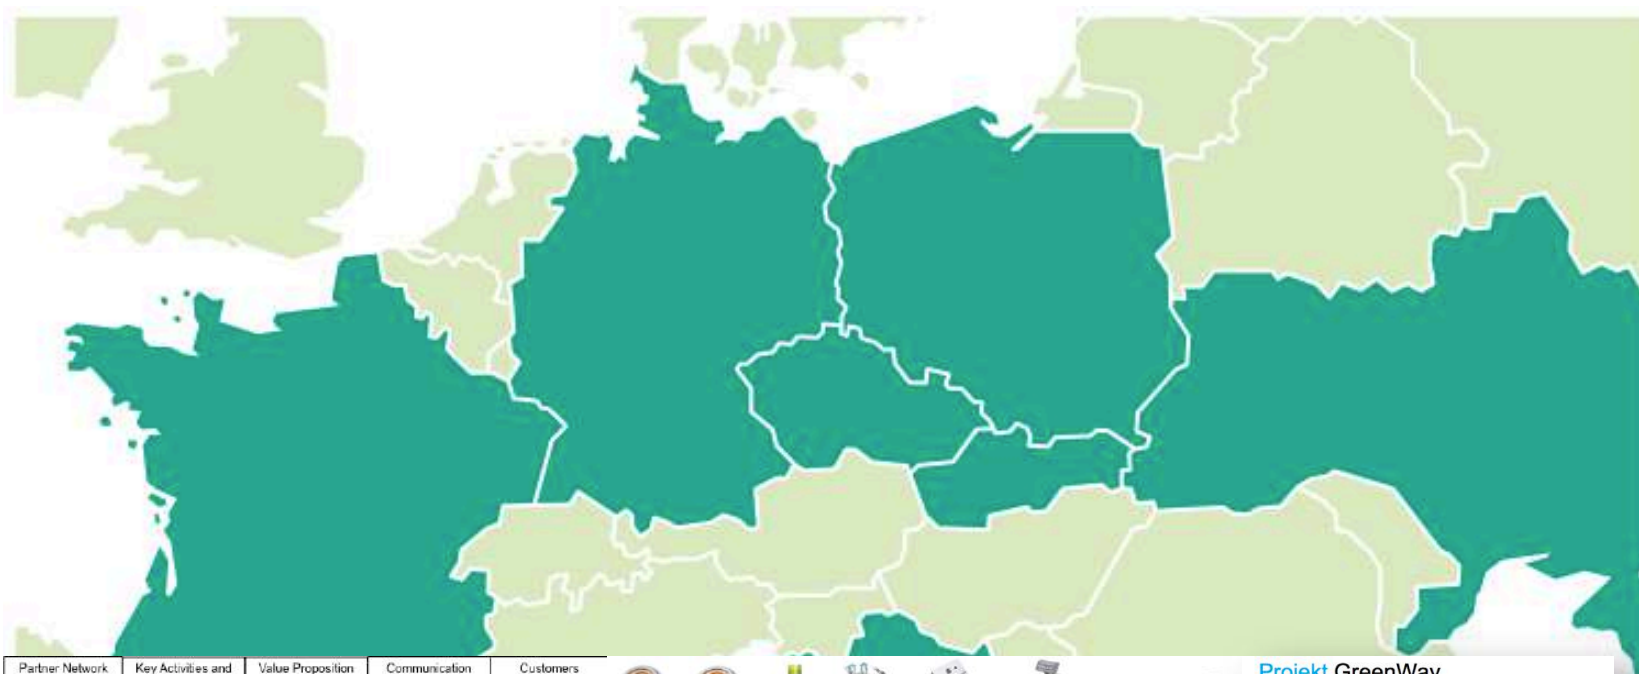 Partner Network
Key Activities and
Value Proposition
Communication
Customers
Projekt GreenWay